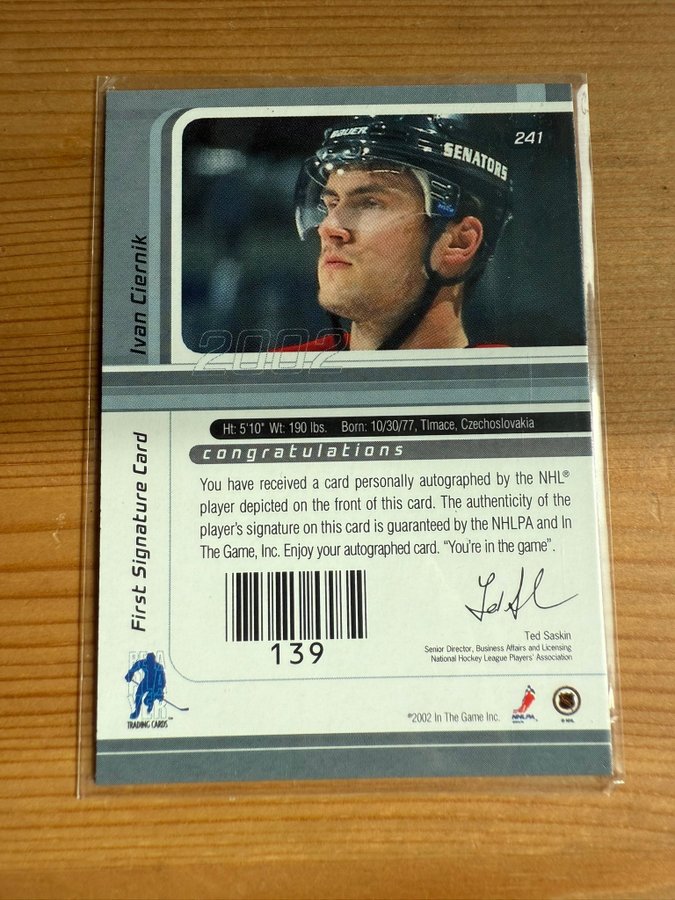 BAUER
SENATORS
241
Ivan Ciernik
2002
Ht: 5'10" Wt: 190 lbs. Born: 10/30/77, Tlmace, Czechoslovakia
congratulations
First Signature Card
You have received a card personally autographed by the NHL®
player depicted on the front of this card. The authenticity of the
player's signature on this card is guaranteed by the NHLPA and In
The Game, Inc. Enjoy your autographed card. "You're in the game".
139
Ted Saskin
Senior Director, Business Affairs and Licensing
National Hockey League Players' Association
TRADING CARDS™
©2002 In The Game Inc.
NHLPA
© NHL